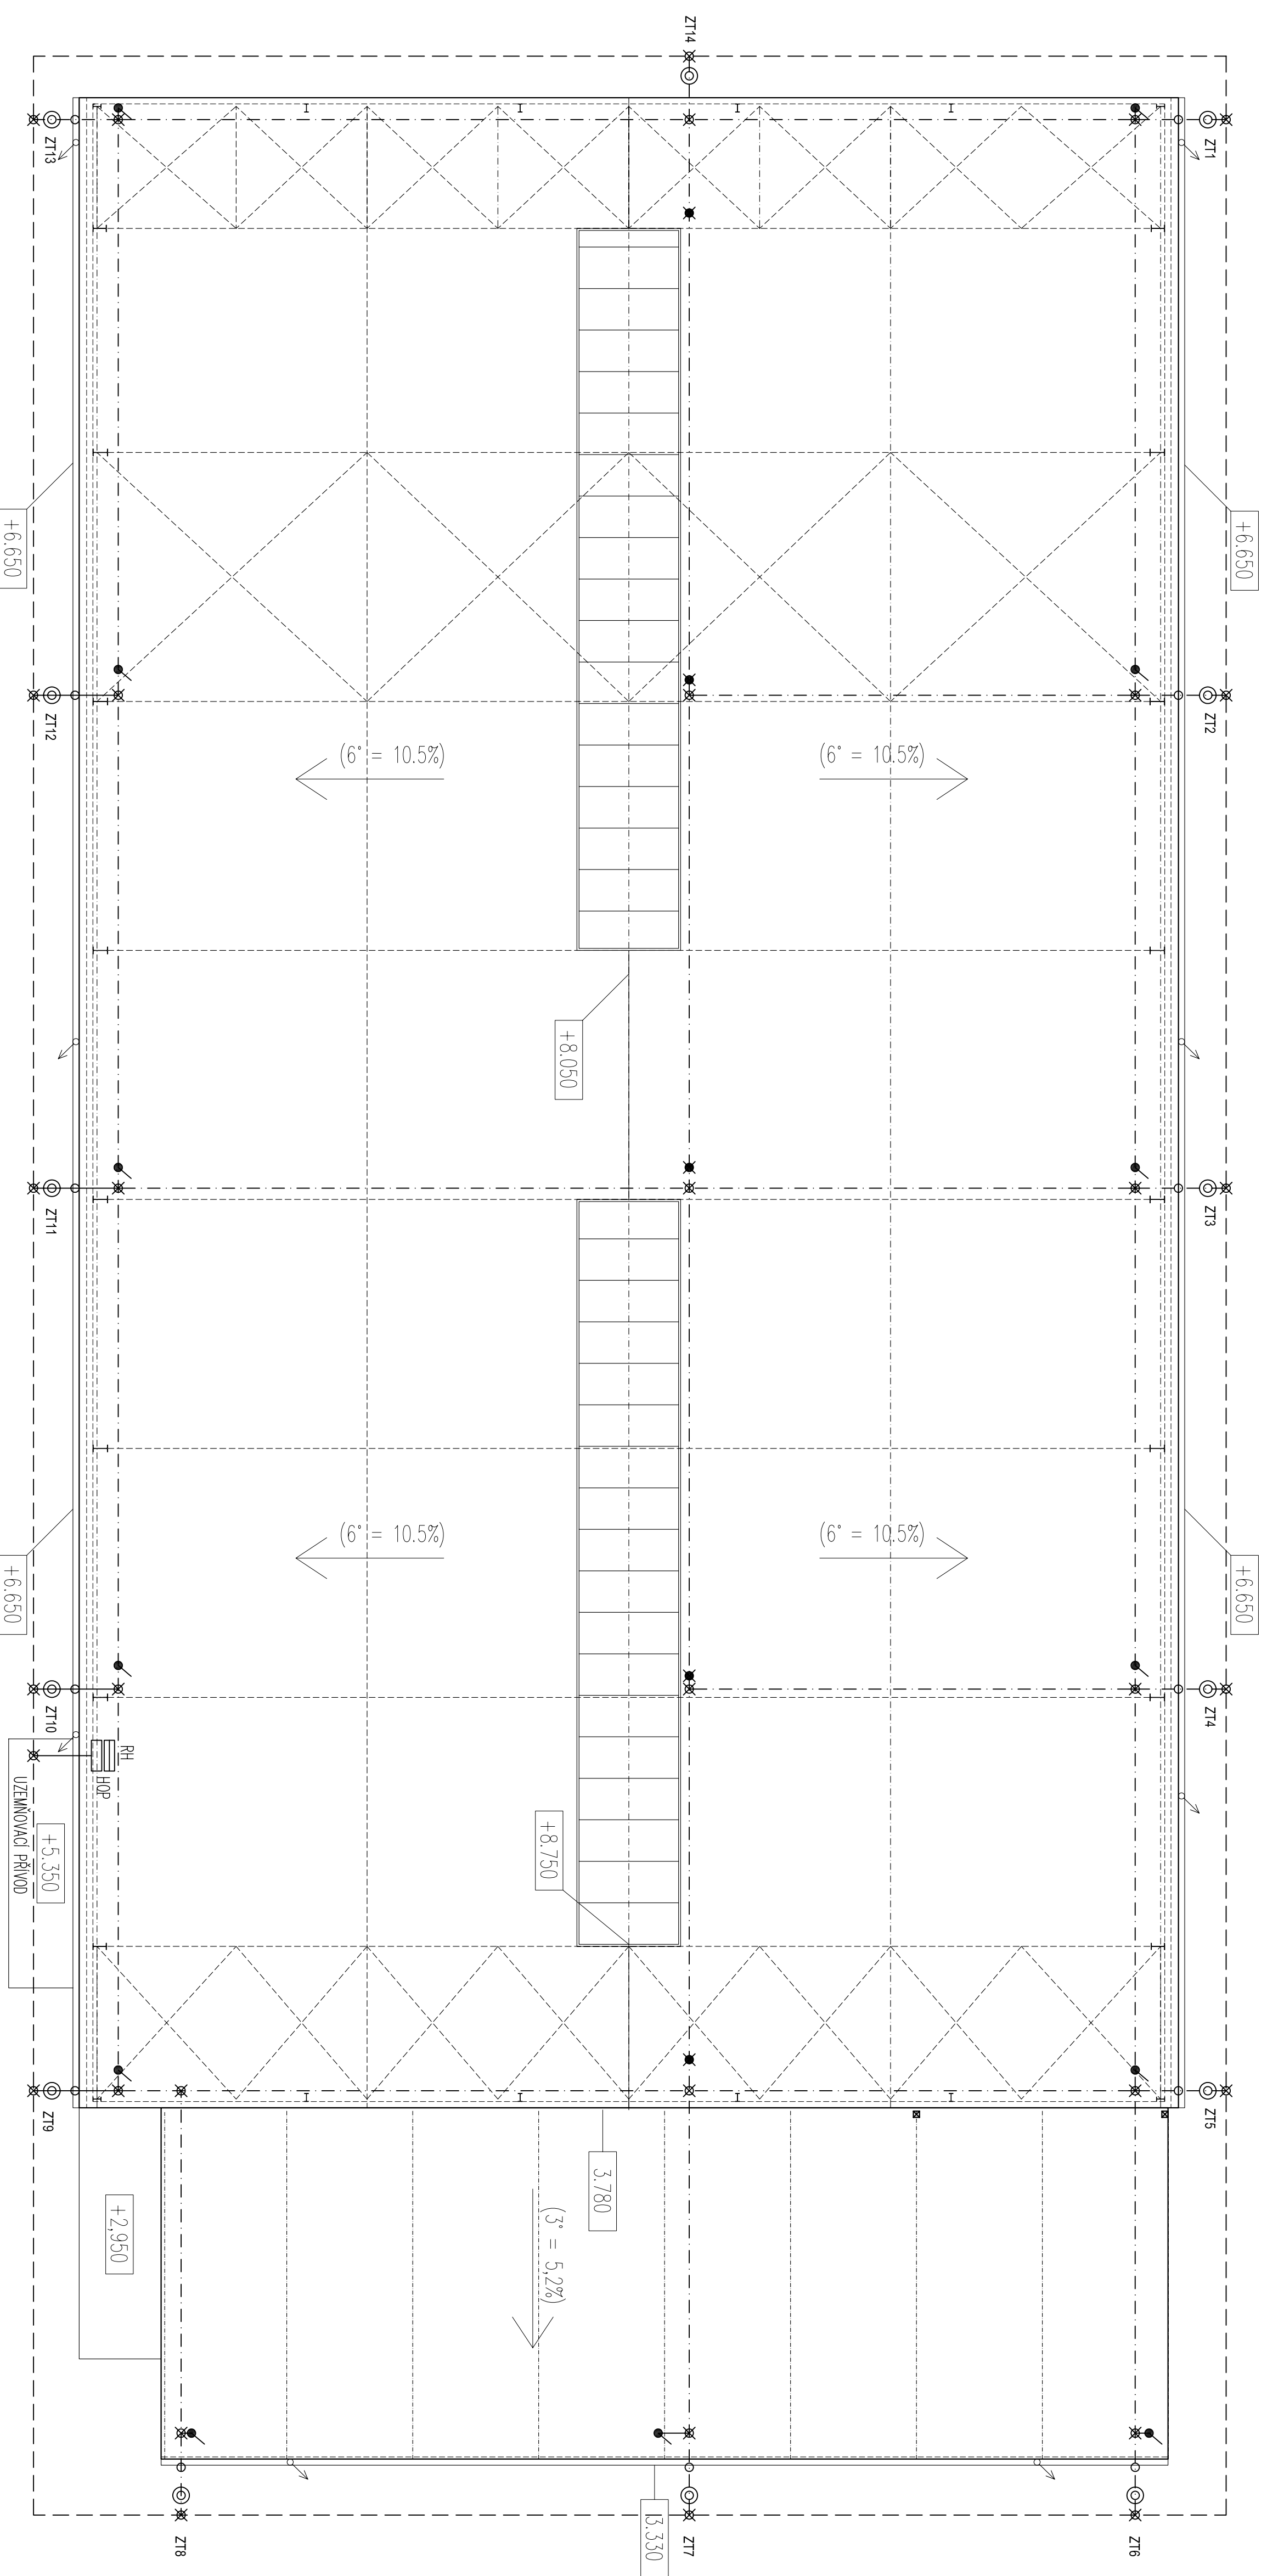 ZT14
ZT13
ZT1
+6.650
+6.650
ZT12
ZT2
(6° = 10.5%)
(6° = 10.5%)
+8.050
ZT11
ZT3
(6° = 10.5%)
(6° = 10.5%)
+6.650
+6.650
ZT10
ZT4
RH
HOP
UZEMŇOVACÍ PŘÍVOD
+5.350
+8.750
ZT9
ZT5
3.780
+2,950
(3° = 5,2%)
3.330
ZT8
ZT7
ZT6